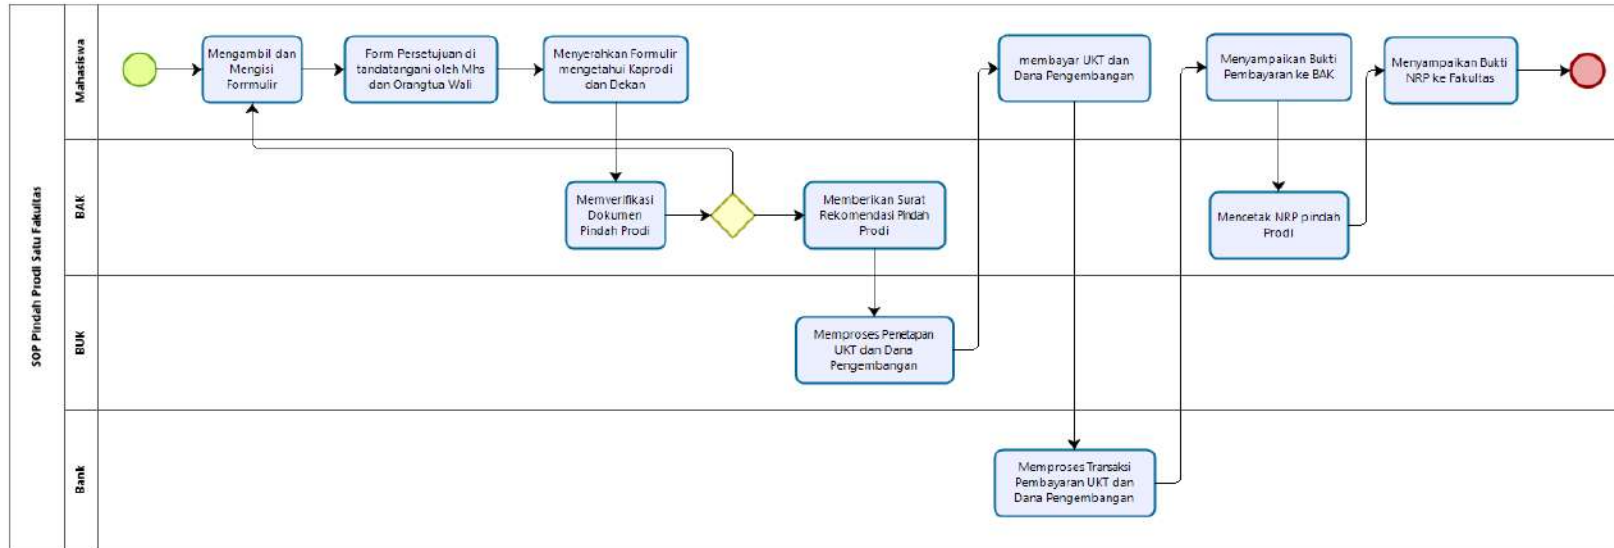 SOP Pindah Prodi Satu Fakultas
Mahasiswa
Mengambil dan
Mengisi
Forrmulir
Form Persetujuan di
tandatangani oleh Mhs
dan Orangtua Wali
Menyerahkan Formulir
mengetahui Kaprodi
dan Dekan
membayar UKT dan
Dana Pengembangan
Menyampaikan Bukti
Pembayaran ke BAK
Menyampaikan Bukti
NRP ke Fakultas
BAK
Memverifikasi
Dokumen
Pindah Prodi
Memberikan Surat
Rekomendasi Pindah
Prodi
Mencetak NRP pindah
Prodi
BUK
Memproses Penetapan
UKT dan Dana
Pengembangan
Bank
Memproses Transaksi
Pembayaran UKT dan
Dana Pengembangan